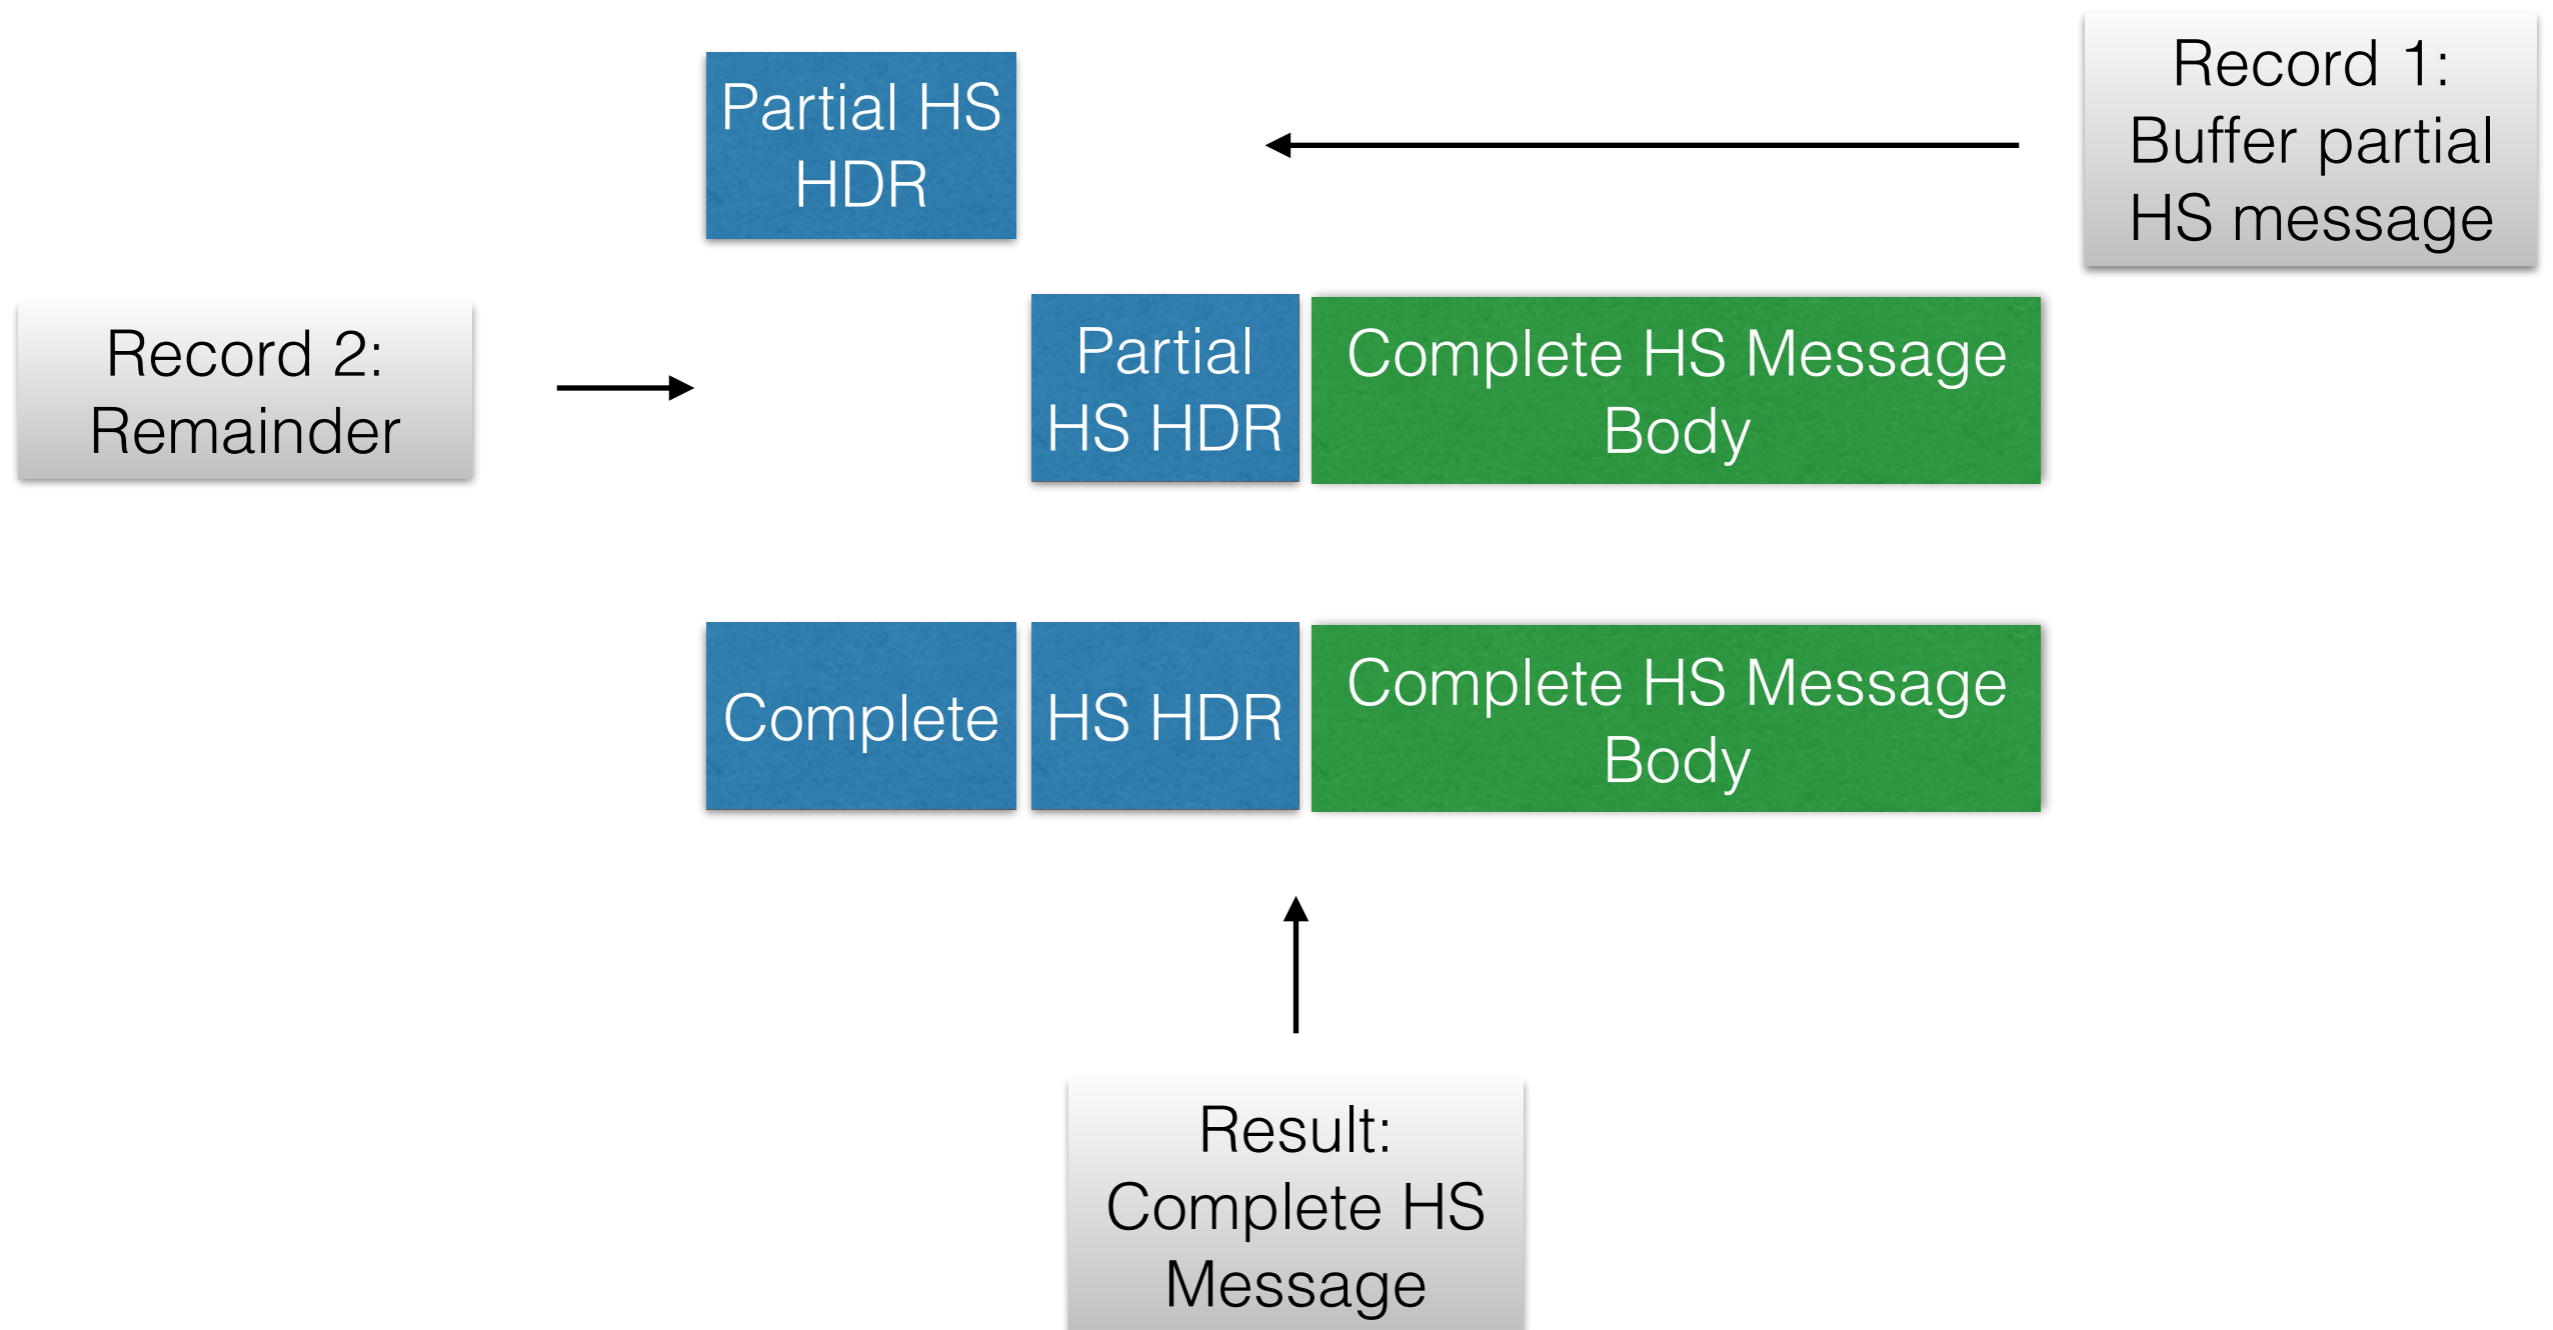 Partial HS
HDR
Record 1:
Buffer partial
HS message
Record 2:
Remainder
Partial
HS HDR
Complete HS Message
Body
Complete
HS HDR
Complete HS Message
Body
Result:
Complete HS
Message